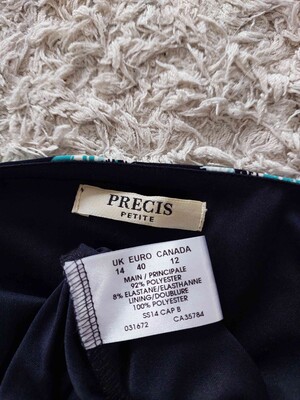 PRECIS
PETITE
UK EURO CANADA
14 40 12
MAIN / PRINCIPALE
92% POLYESTER
8% ELASTANE/ELASTHANNE
LINING/DOUBLURE
100% POLYESTER
SS14 CAP B
031672 CA35784